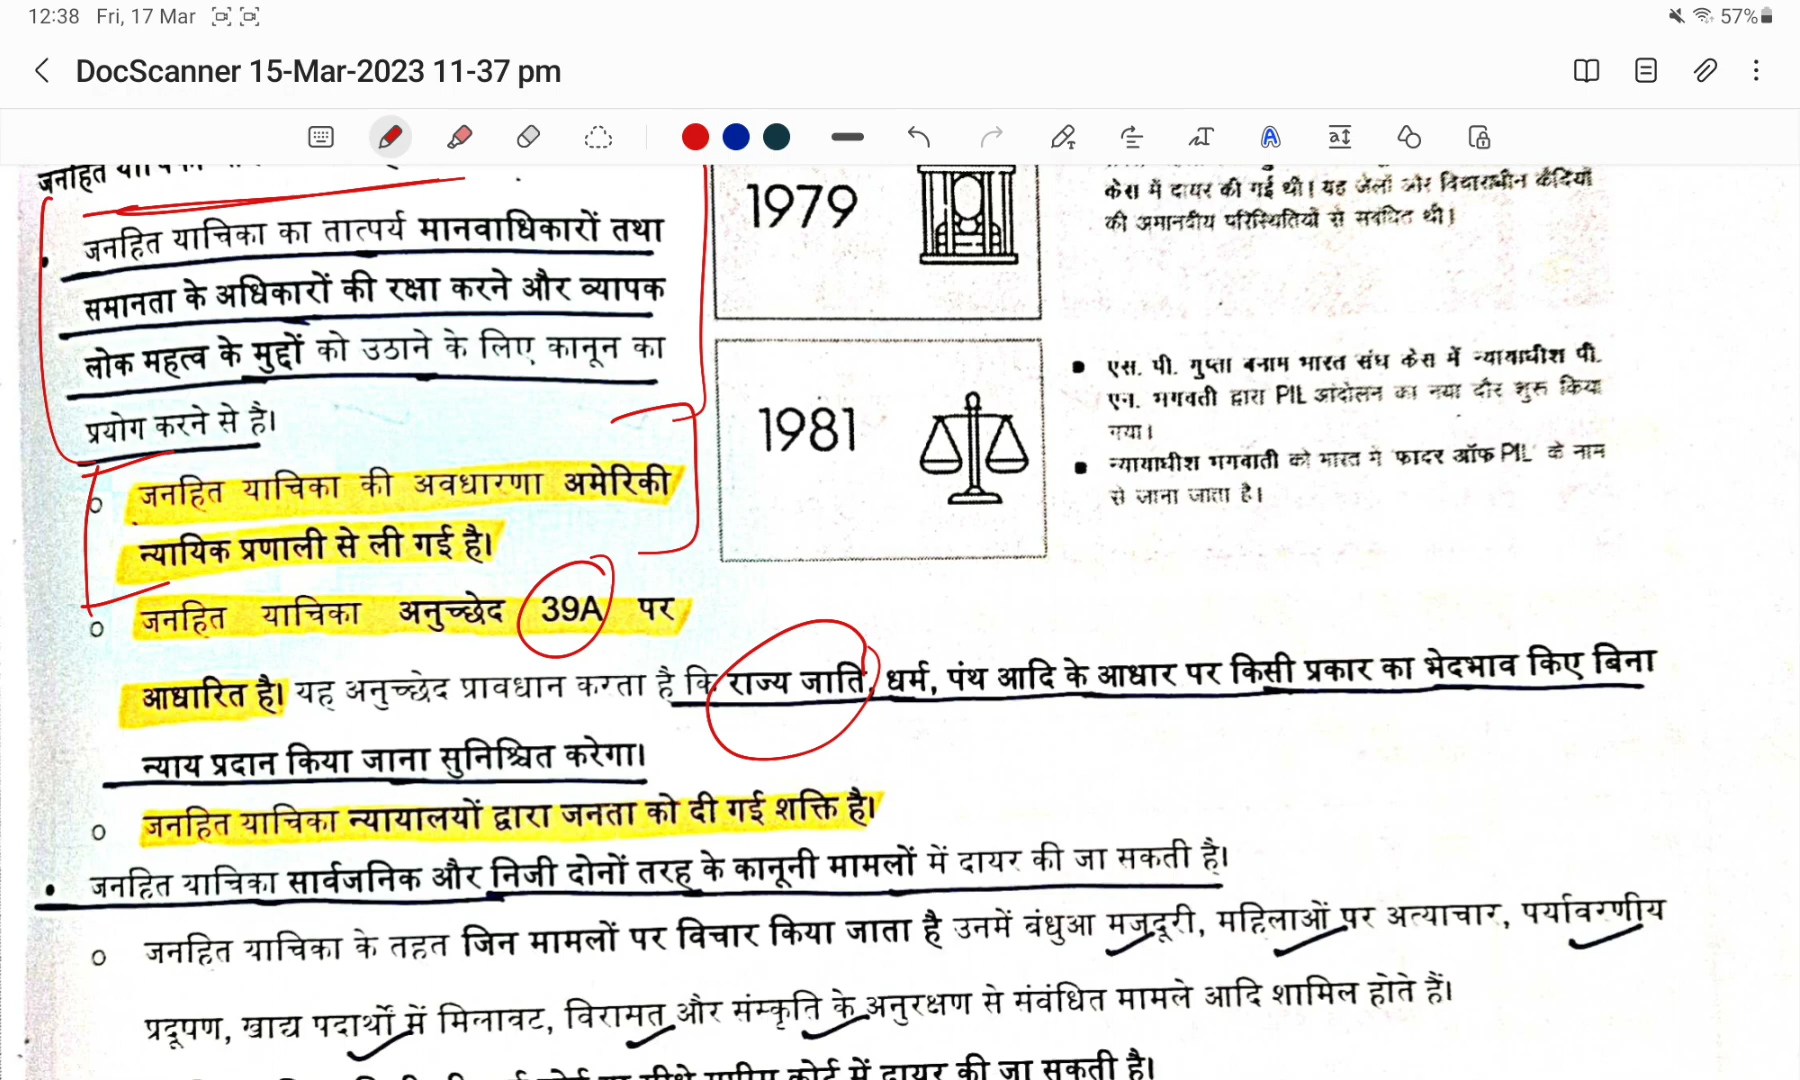 12:38 Fri, 17 Mar
57%
DocScanner 15-Mar-2023 11-37 pm
जनहित
जनहित याचिका का तात्पर्य मानवाधिकारों तथा
समानता के अधिकारों की रक्षा करने और व्यापक
लोक महत्व के मुद्दों को उठाने के लिए कानून का
प्रयोग करने से है।
जनहित याचिका की अवधारणा अमेरिकी
न्यायिक प्रणाली से ली गई है।
जनहित याचिका अनुच्छेद 39A पर
आधारित है। यह अनुच्छेद प्रावधान करता है कि राज्य जाति, धर्म, पंथ आदि के आधार पर किसी प्रकार का भेदभाव किए बिना
न्याय प्रदान किया जाना सुनिश्चित करेगा।
जनहित याचिका न्यायालयों द्वारा जनता को दी गई शक्ति है।
जनहित याचिका सार्वजनिक और निजी दोनों तरह के कानूनी मामलों में दायर की जा सकती है।
जनहित याचिका के तहत जिन मामलों पर विचार किया जाता है उनमें बंधुआ मजदूरी, महिलाओं पर अत्याचार, पर्यावरणीय
प्रदूषण, खाद्य पदार्थों में मिलावट, विरासत और संस्कृति के अनुरक्षण से संबंधित मामले आदि शामिल होते हैं।
कोर्ट में दायर की जा सकती है।
1979
केस में दायर की गई थी। यह जेलों और विचाराधीन कैदियों
की अमानवीय परिस्थितियों से संबंधित थी।
1981
एस. पी. गुप्ता बनाम भारत संघ केस में न्यायाधीश पी.
एन. भगवती द्वारा PIL आंदोलन का नया दौर शुरू किया
गया।
न्यायाधीश भगवती को भारत में 'फादर ऑफ PIL' के नाम
से जाना जाता है।